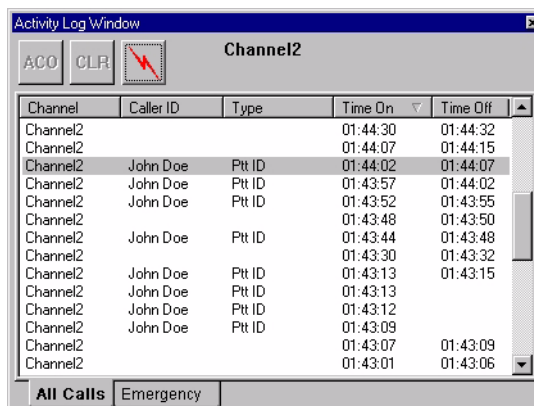 Activity Log Window
ACO CLR Channel2
Channel Caller ID Type Time On Time Off
Channel2 01:44:30 01:44:32
Channel2 01:44:07 01:44:15
Channel2 John Doe Ptt ID 01:44:02 01:44:07
Channel2 John Doe Ptt ID 01:43:57 01:44:02
Channel2 John Doe Ptt ID 01:43:52 01:43:55
Channel2 01:43:48 01:43:50
Channel2 John Doe Ptt ID 01:43:44 01:43:48
Channel2 01:43:30 01:43:32
Channel2 John Doe Ptt ID 01:43:13 01:43:15
Channel2 John Doe Ptt ID 01:43:13
Channel2 John Doe Ptt ID 01:43:12
Channel2 John Doe Ptt ID 01:43:09
Channel2 01:43:07 01:43:09
Channel2 01:43:01 01:43:06
All Calls Emergency